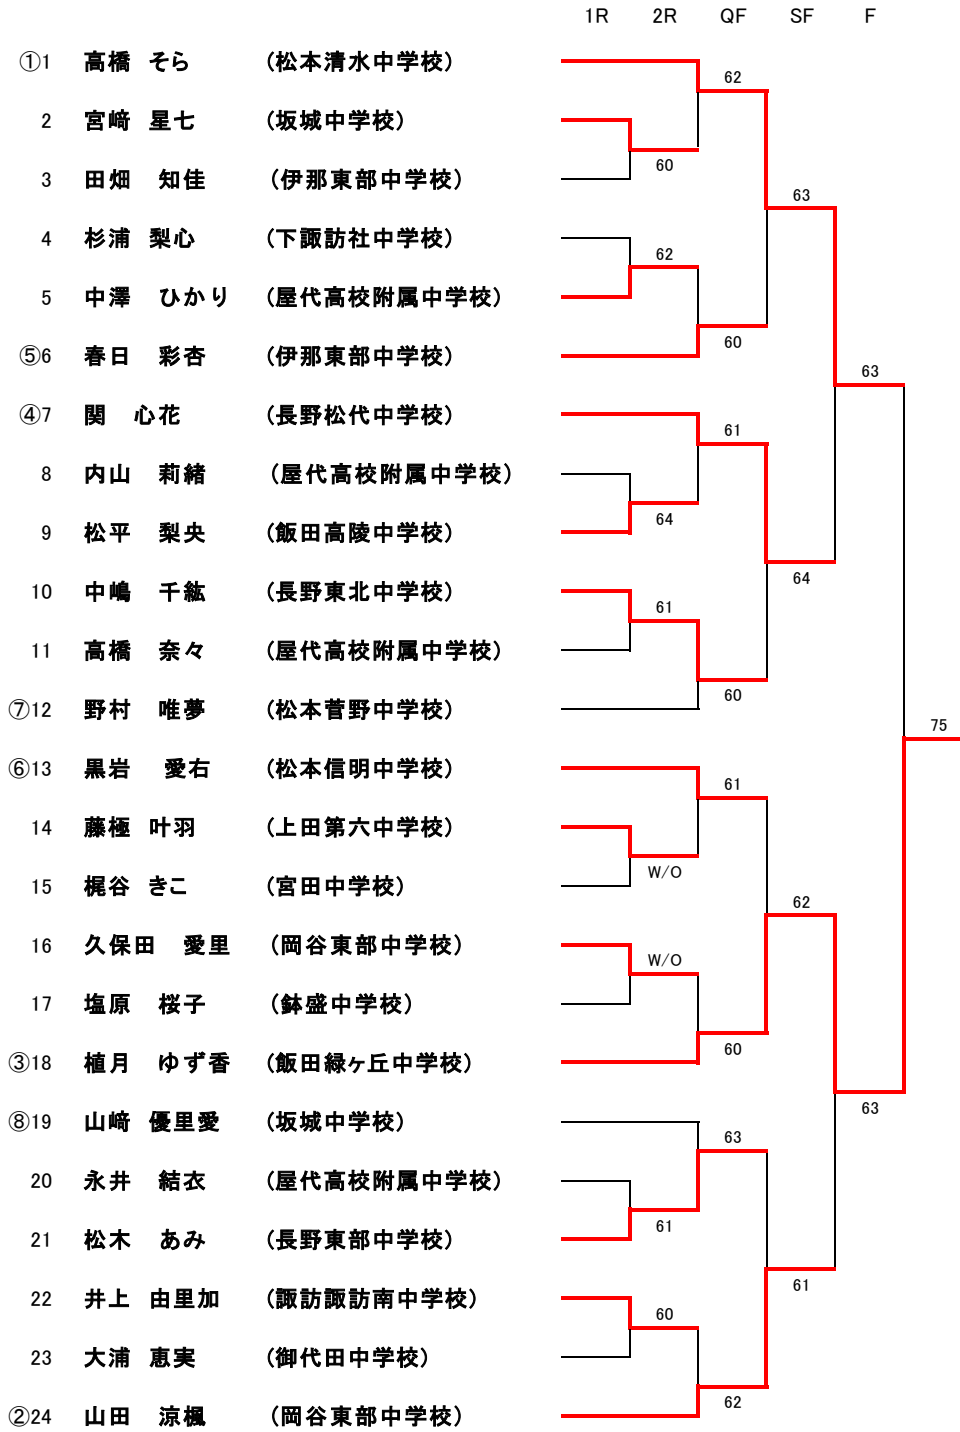 1R 2R QF SF F
①1 高橋 そら (松本清水中学校)
62
2 宮﨑 星七 (坂城中学校)
60
3 田畑 知佳 (伊那東部中学校)
63
4 杉浦 梨心 (下諏訪社中学校)
62
5 中澤 ひかり (屋代高校附属中学校)
60
⑤6 春日 彩杏 (伊那東部中学校)
63
④7 関 心花 (長野松代中学校)
61
8 内山 莉緒 (屋代高校附属中学校)
64
9 松平 梨央 (飯田高陵中学校)
64
10 中嶋 千紘 (長野東北中学校)
61
11 高橋 奈々 (屋代高校附属中学校)
60
⑦12 野村 唯夢 (松本菅野中学校)
75
⑥13 黒岩 愛右 (松本信明中学校)
61
14 藤極 叶羽 (上田第六中学校)
W/O
15 梶谷 きこ (宮田中学校)
62
16 久保田 愛里 (岡谷東部中学校)
W/O
17 塩原 桜子 (鉢盛中学校)
60
③18 植月 ゆず香 (飯田緑ヶ丘中学校)
63
⑧19 山﨑 優里愛 (坂城中学校)
63
20 永井 結衣 (屋代高校附属中学校)
61
21 松木 あみ (長野東部中学校)
61
22 井上 由里加 (諏訪諏訪南中学校)
60
23 大浦 恵実 (御代田中学校)
62
②24 山田 涼楓 (岡谷東部中学校)